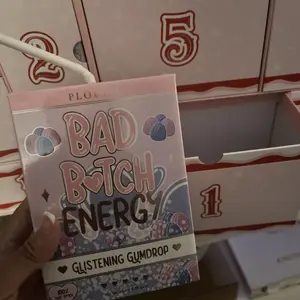 2
5
BAD
B♥TCH
ENERGY
GLISTENING GUMDROP
1